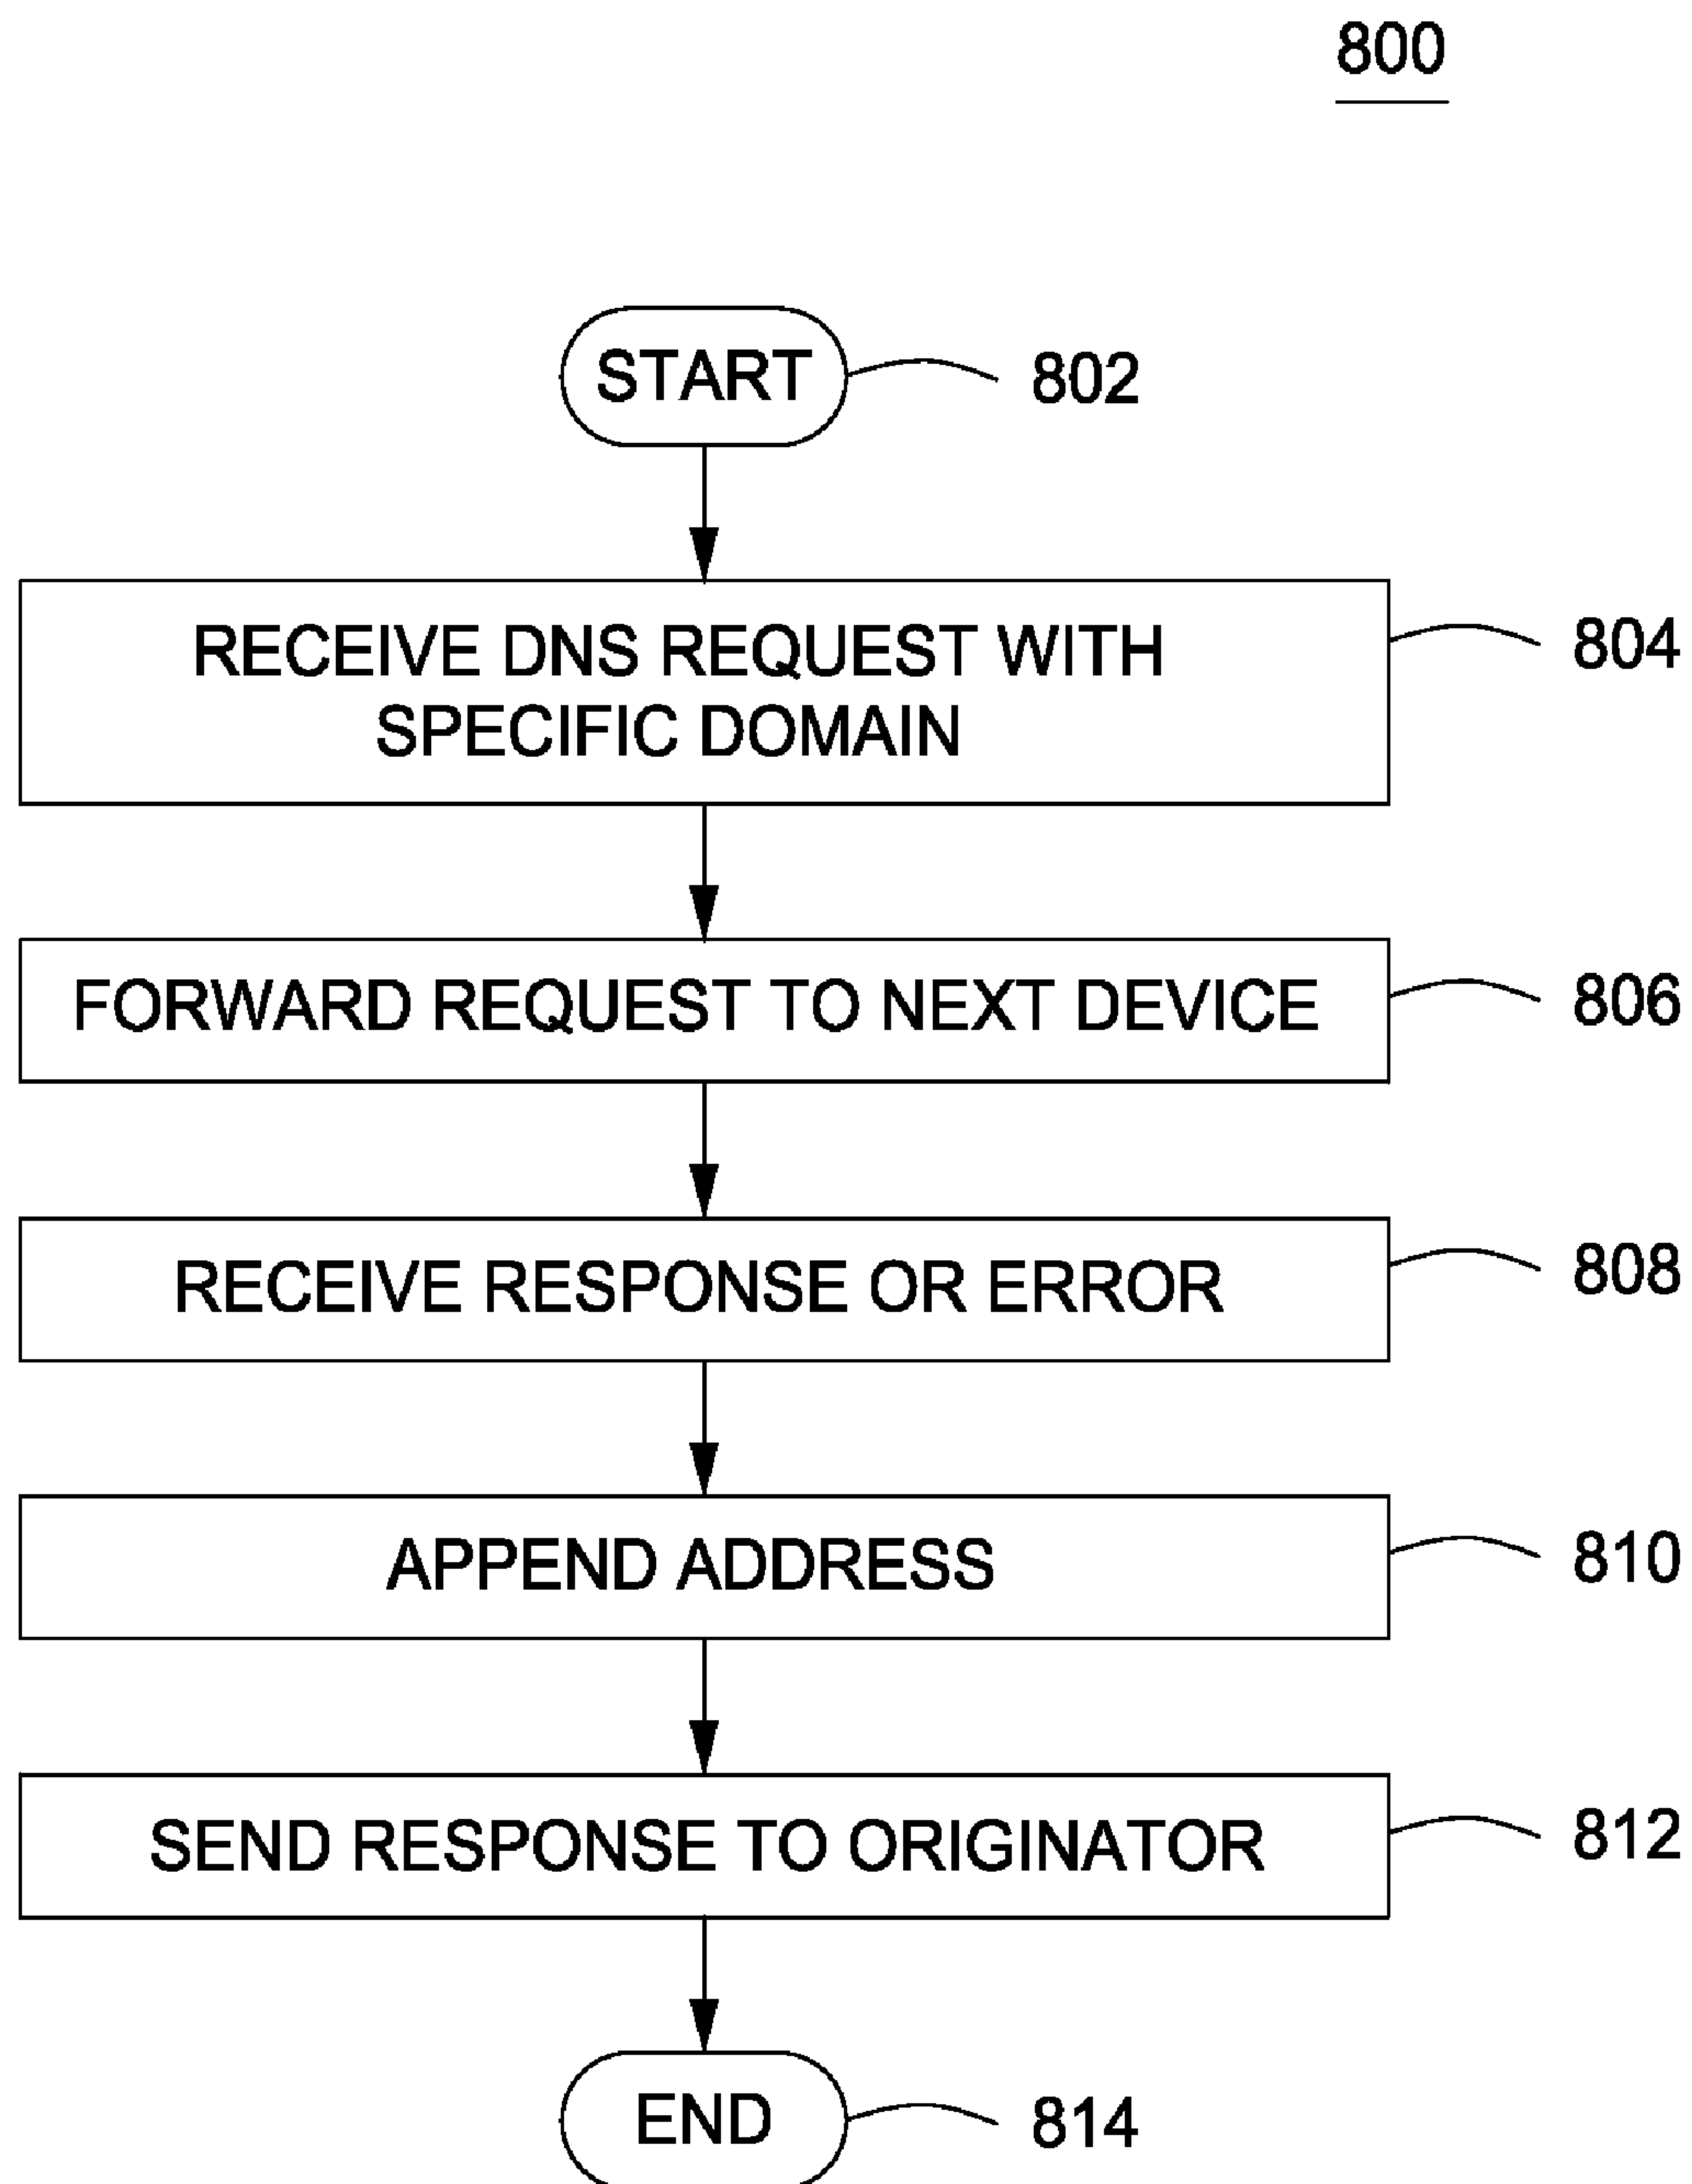 800
START
802
RECEIVE DNS REQUEST WITH
SPECIFIC DOMAIN
804
FORWARD REQUEST TO NEXT DEVICE
806
RECEIVE RESPONSE OR ERROR
808
APPEND ADDRESS
810
SEND RESPONSE TO ORIGINATOR
812
END
814